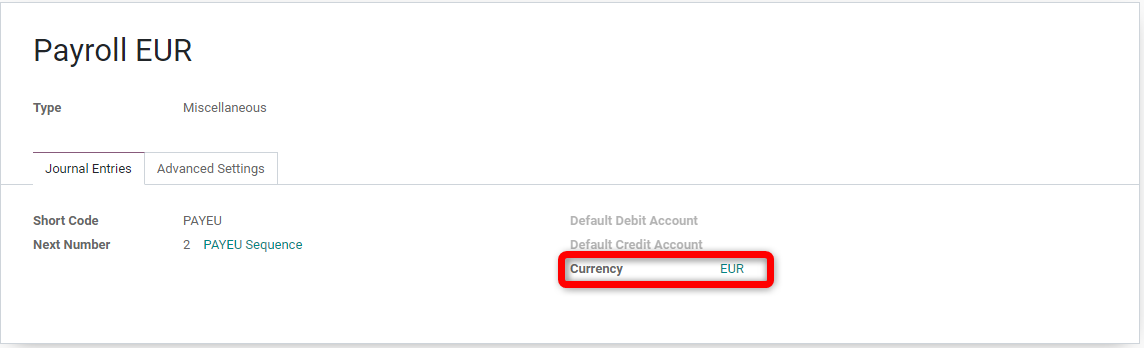 Payroll EUR
Type Miscellaneous
Journal Entries Advanced Settings
Short Code PAYEU Default Debit Account
Next Number 2 PAYEU Sequence Default Credit Account
Currency EUR